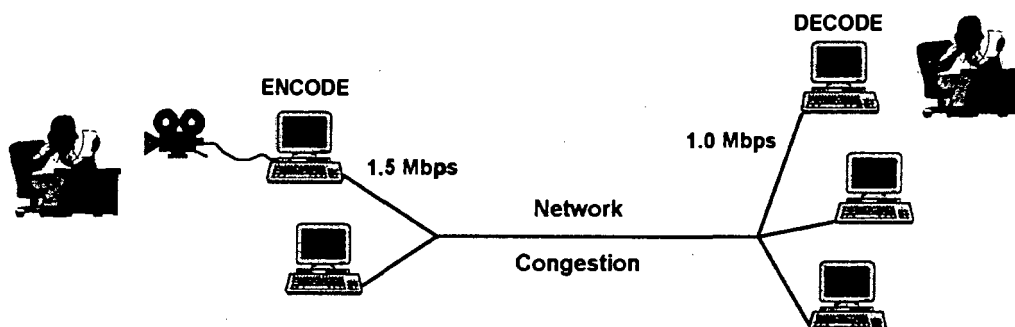 DECODE
ENCODE
1.0 Mbps
1.5 Mbps
Network
Congestion